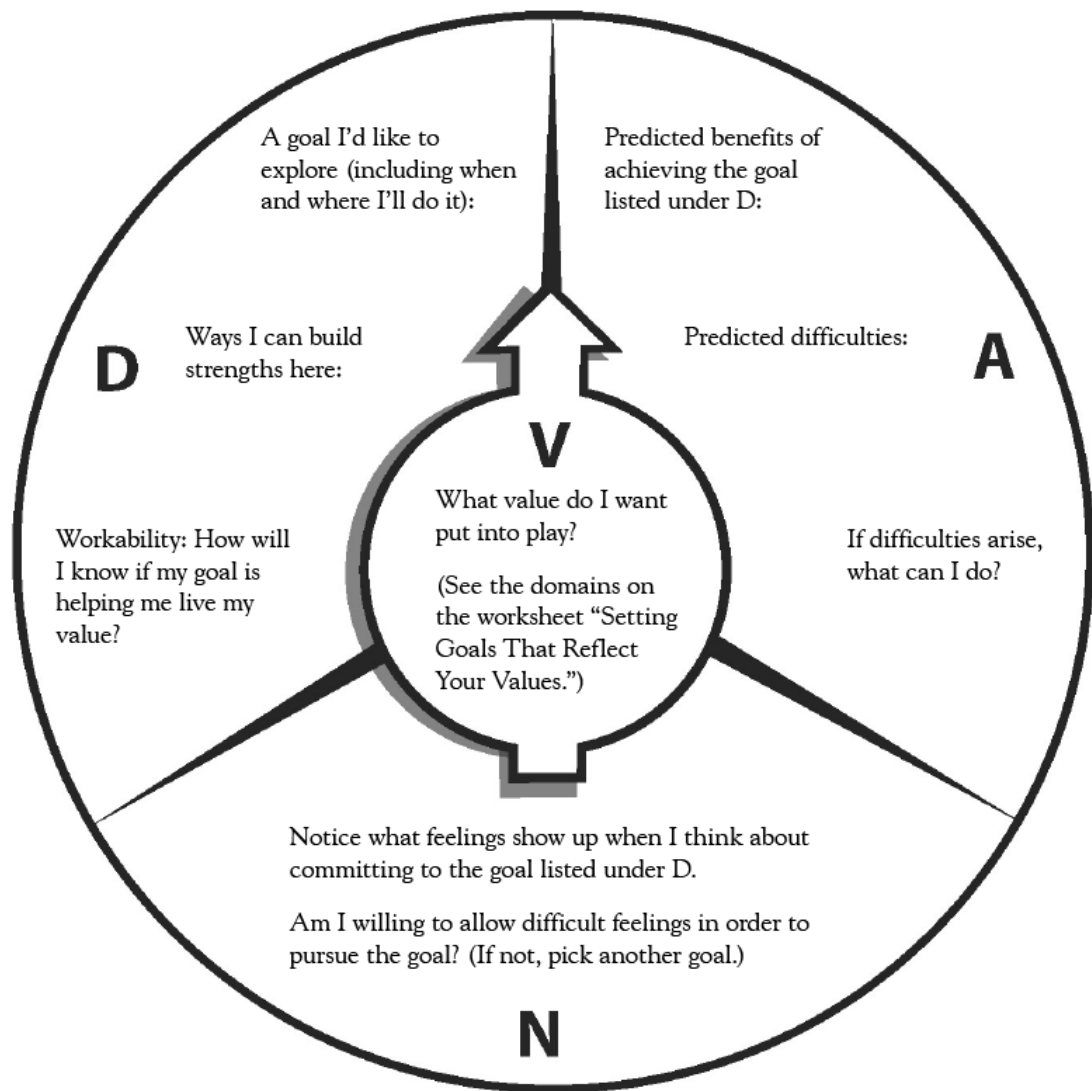 A goal I'd like to
explore (including when
and where I'll do it):
Predicted benefits of
achieving the goal
listed under D:
D
Ways I can build
strengths here:
Predicted difficulties:
A
Workability: How will
I know if my goal is
helping me live my
value?
V
What value do I want
put into play?
(See the domains on
the worksheet “Setting
Goals That Reflect
Your Values.”)
If difficulties arise,
what can I do?
Notice what feelings show up when I think about
committing to the goal listed under D.
Am I willing to allow difficult feelings in order to
pursue the goal? (If not, pick another goal.)
N